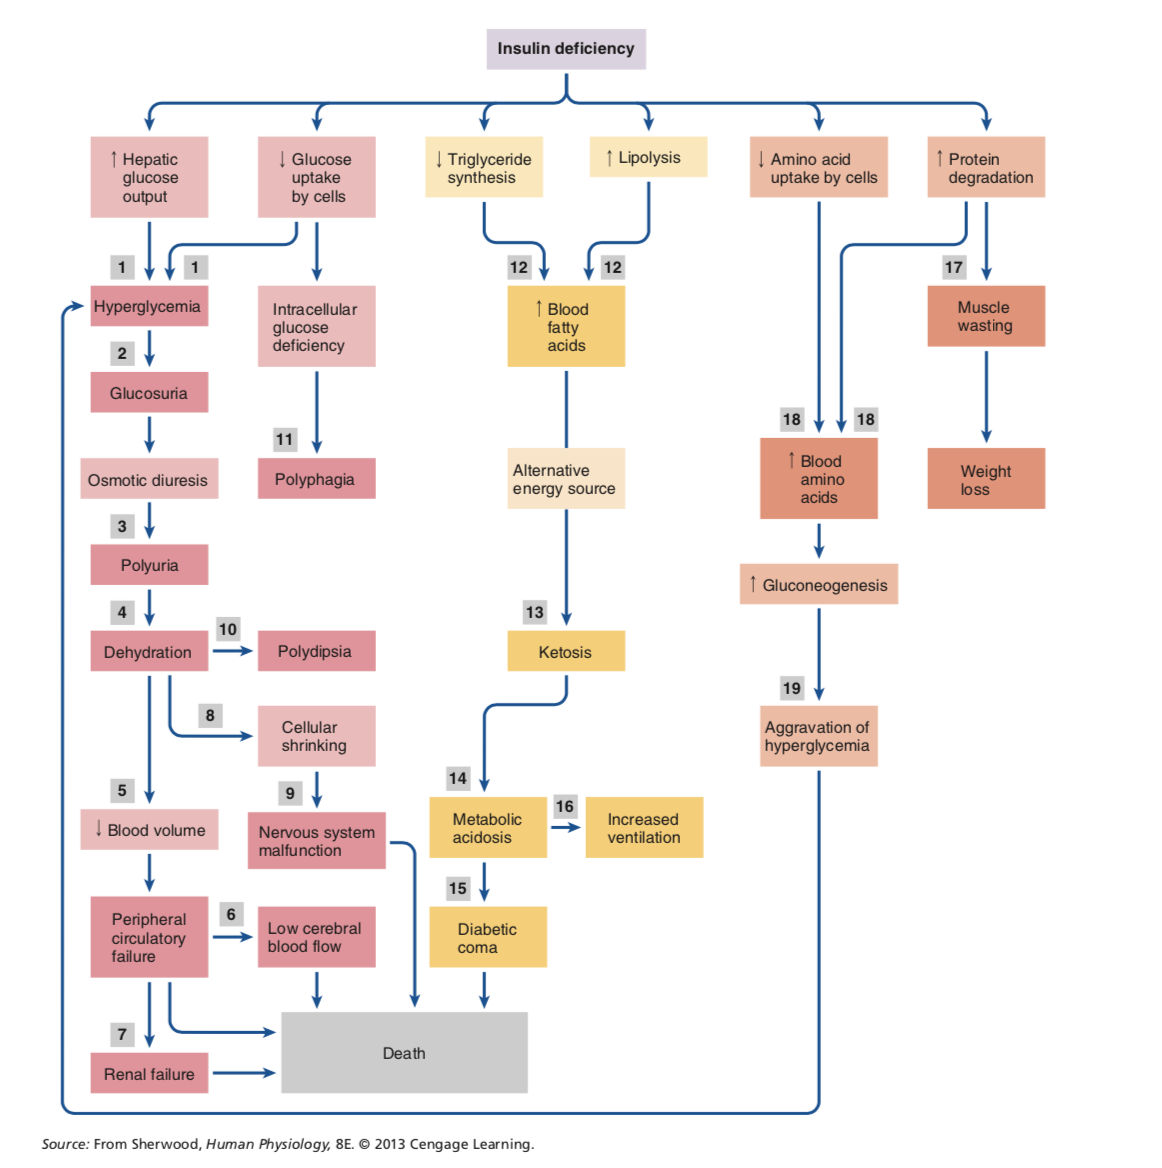 Insulin deficiency
↑ Hepatic
glucose
output
↓ Glucose
uptake
by cells
↓ Triglyceride
synthesis
↑ Lipolysis
↓ Amino acid
uptake by cells
↑ Protein
degradation
1
1
12
12
17
Hyperglycemia
Intracellular
glucose
deficiency
↑ Blood
fatty
acids
Muscle
wasting
2
Glucosuria
11
18
18
Osmotic diuresis
Polyphagia
Alternative
energy source
↑ Blood
amino
acids
Weight
loss
3
Polyuria
↑ Gluconeogenesis
4
10
13
Dehydration
Polydipsia
Ketosis
19
8
Cellular
shrinking
Aggravation of
hyperglycemia
5
9
14
16
↓ Blood volume
Nervous system
malfunction
Metabolic
acidosis
Increased
ventilation
15
Peripheral
circulatory
failure
6
Low cerebral
blood flow
Diabetic
coma
7
Renal failure
Death
Source: From Sherwood, Human Physiology, 8E. © 2013 Cengage Learning.